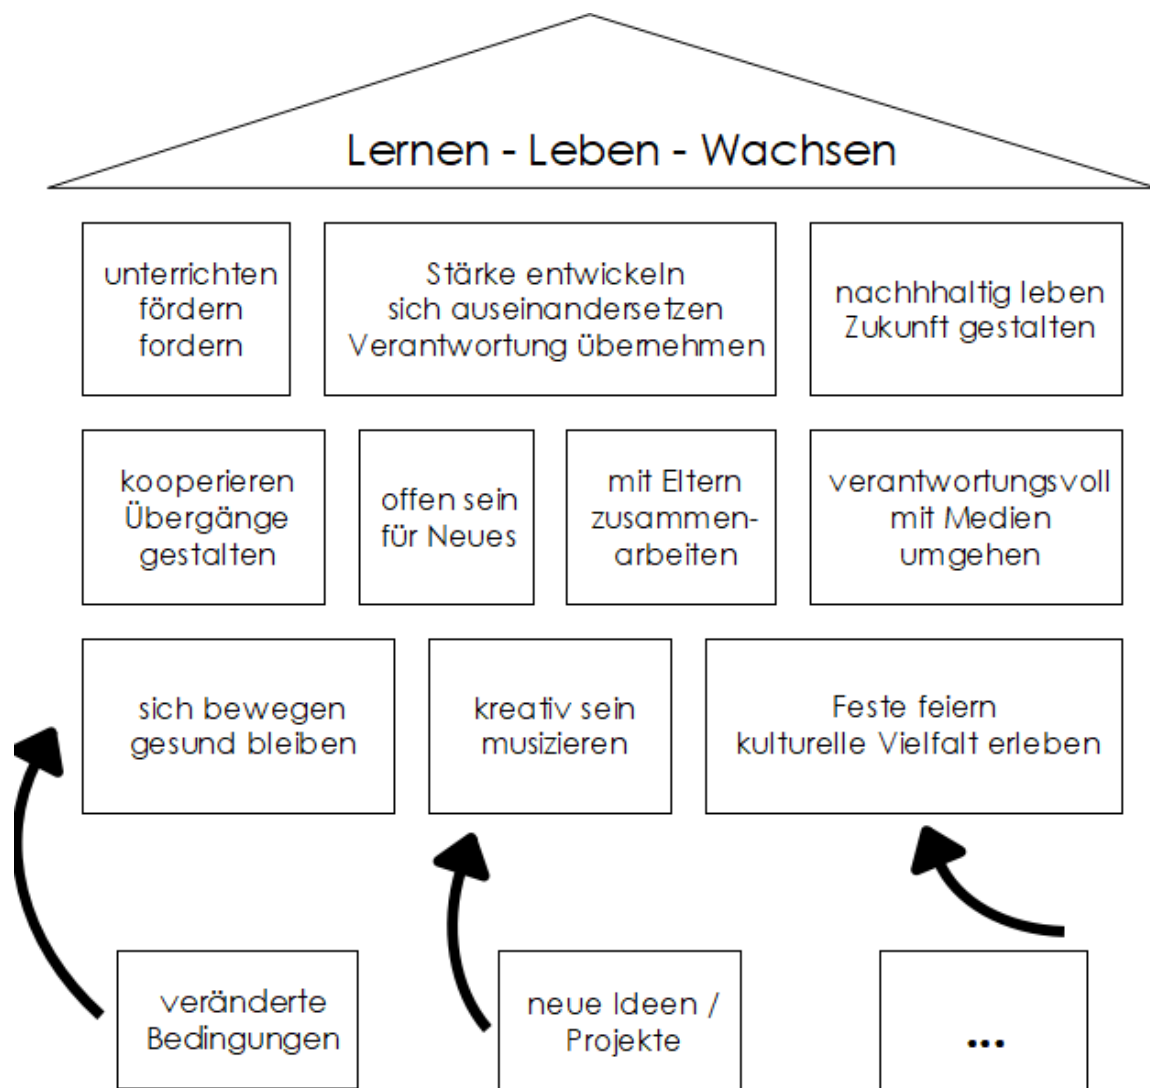 Lernen - Leben - Wachsen
unterrichten
fördern
fordern
Stärke entwickeln
sich auseinandersetzen
Verantwortung übernehmen
nachhhaltig leben
Zukunft gestalten
kooperieren
Übergänge
gestalten
offen sein
für Neues
mit Eltern
zusammen-
arbeiten
verantwortungsvoll
mit Medien
umgehen
sich bewegen
gesund bleiben
kreativ sein
musizieren
Feste feiern
kulturelle Vielfalt erleben
veränderte
Bedingungen
neue Ideen /
Projekte
...